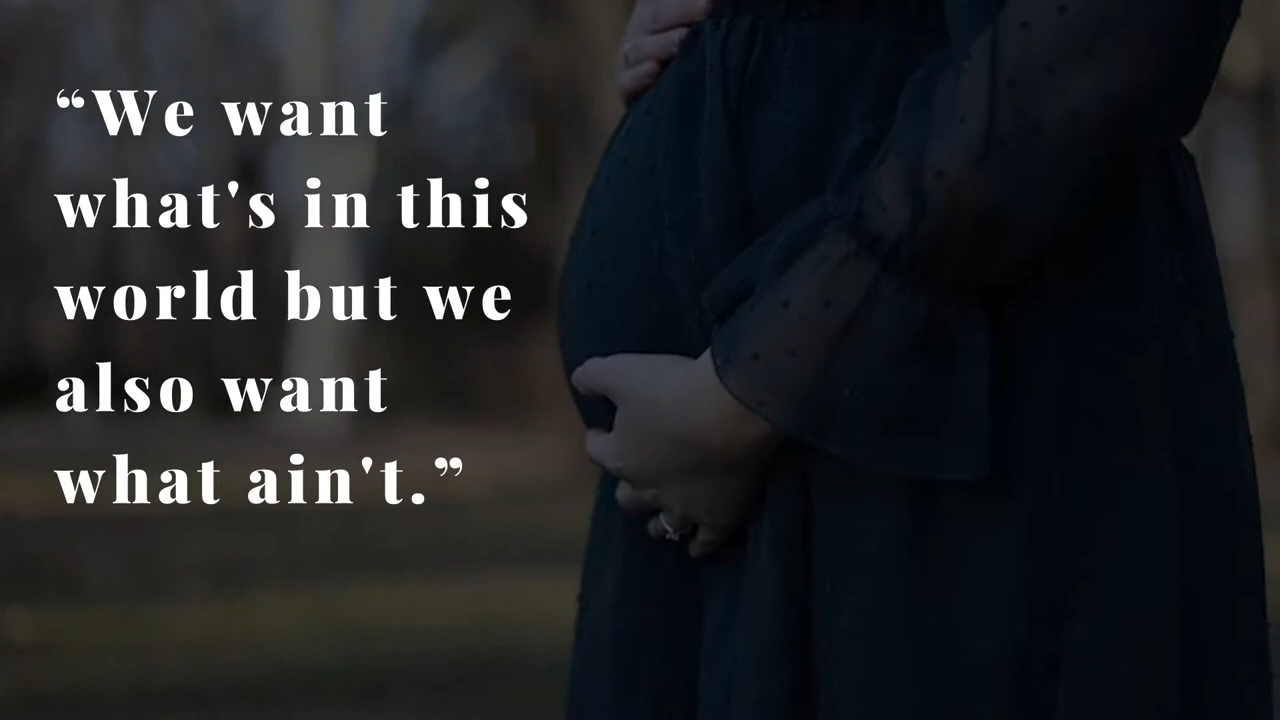 “We want
what's in this
world but we
also want
what ain't.”